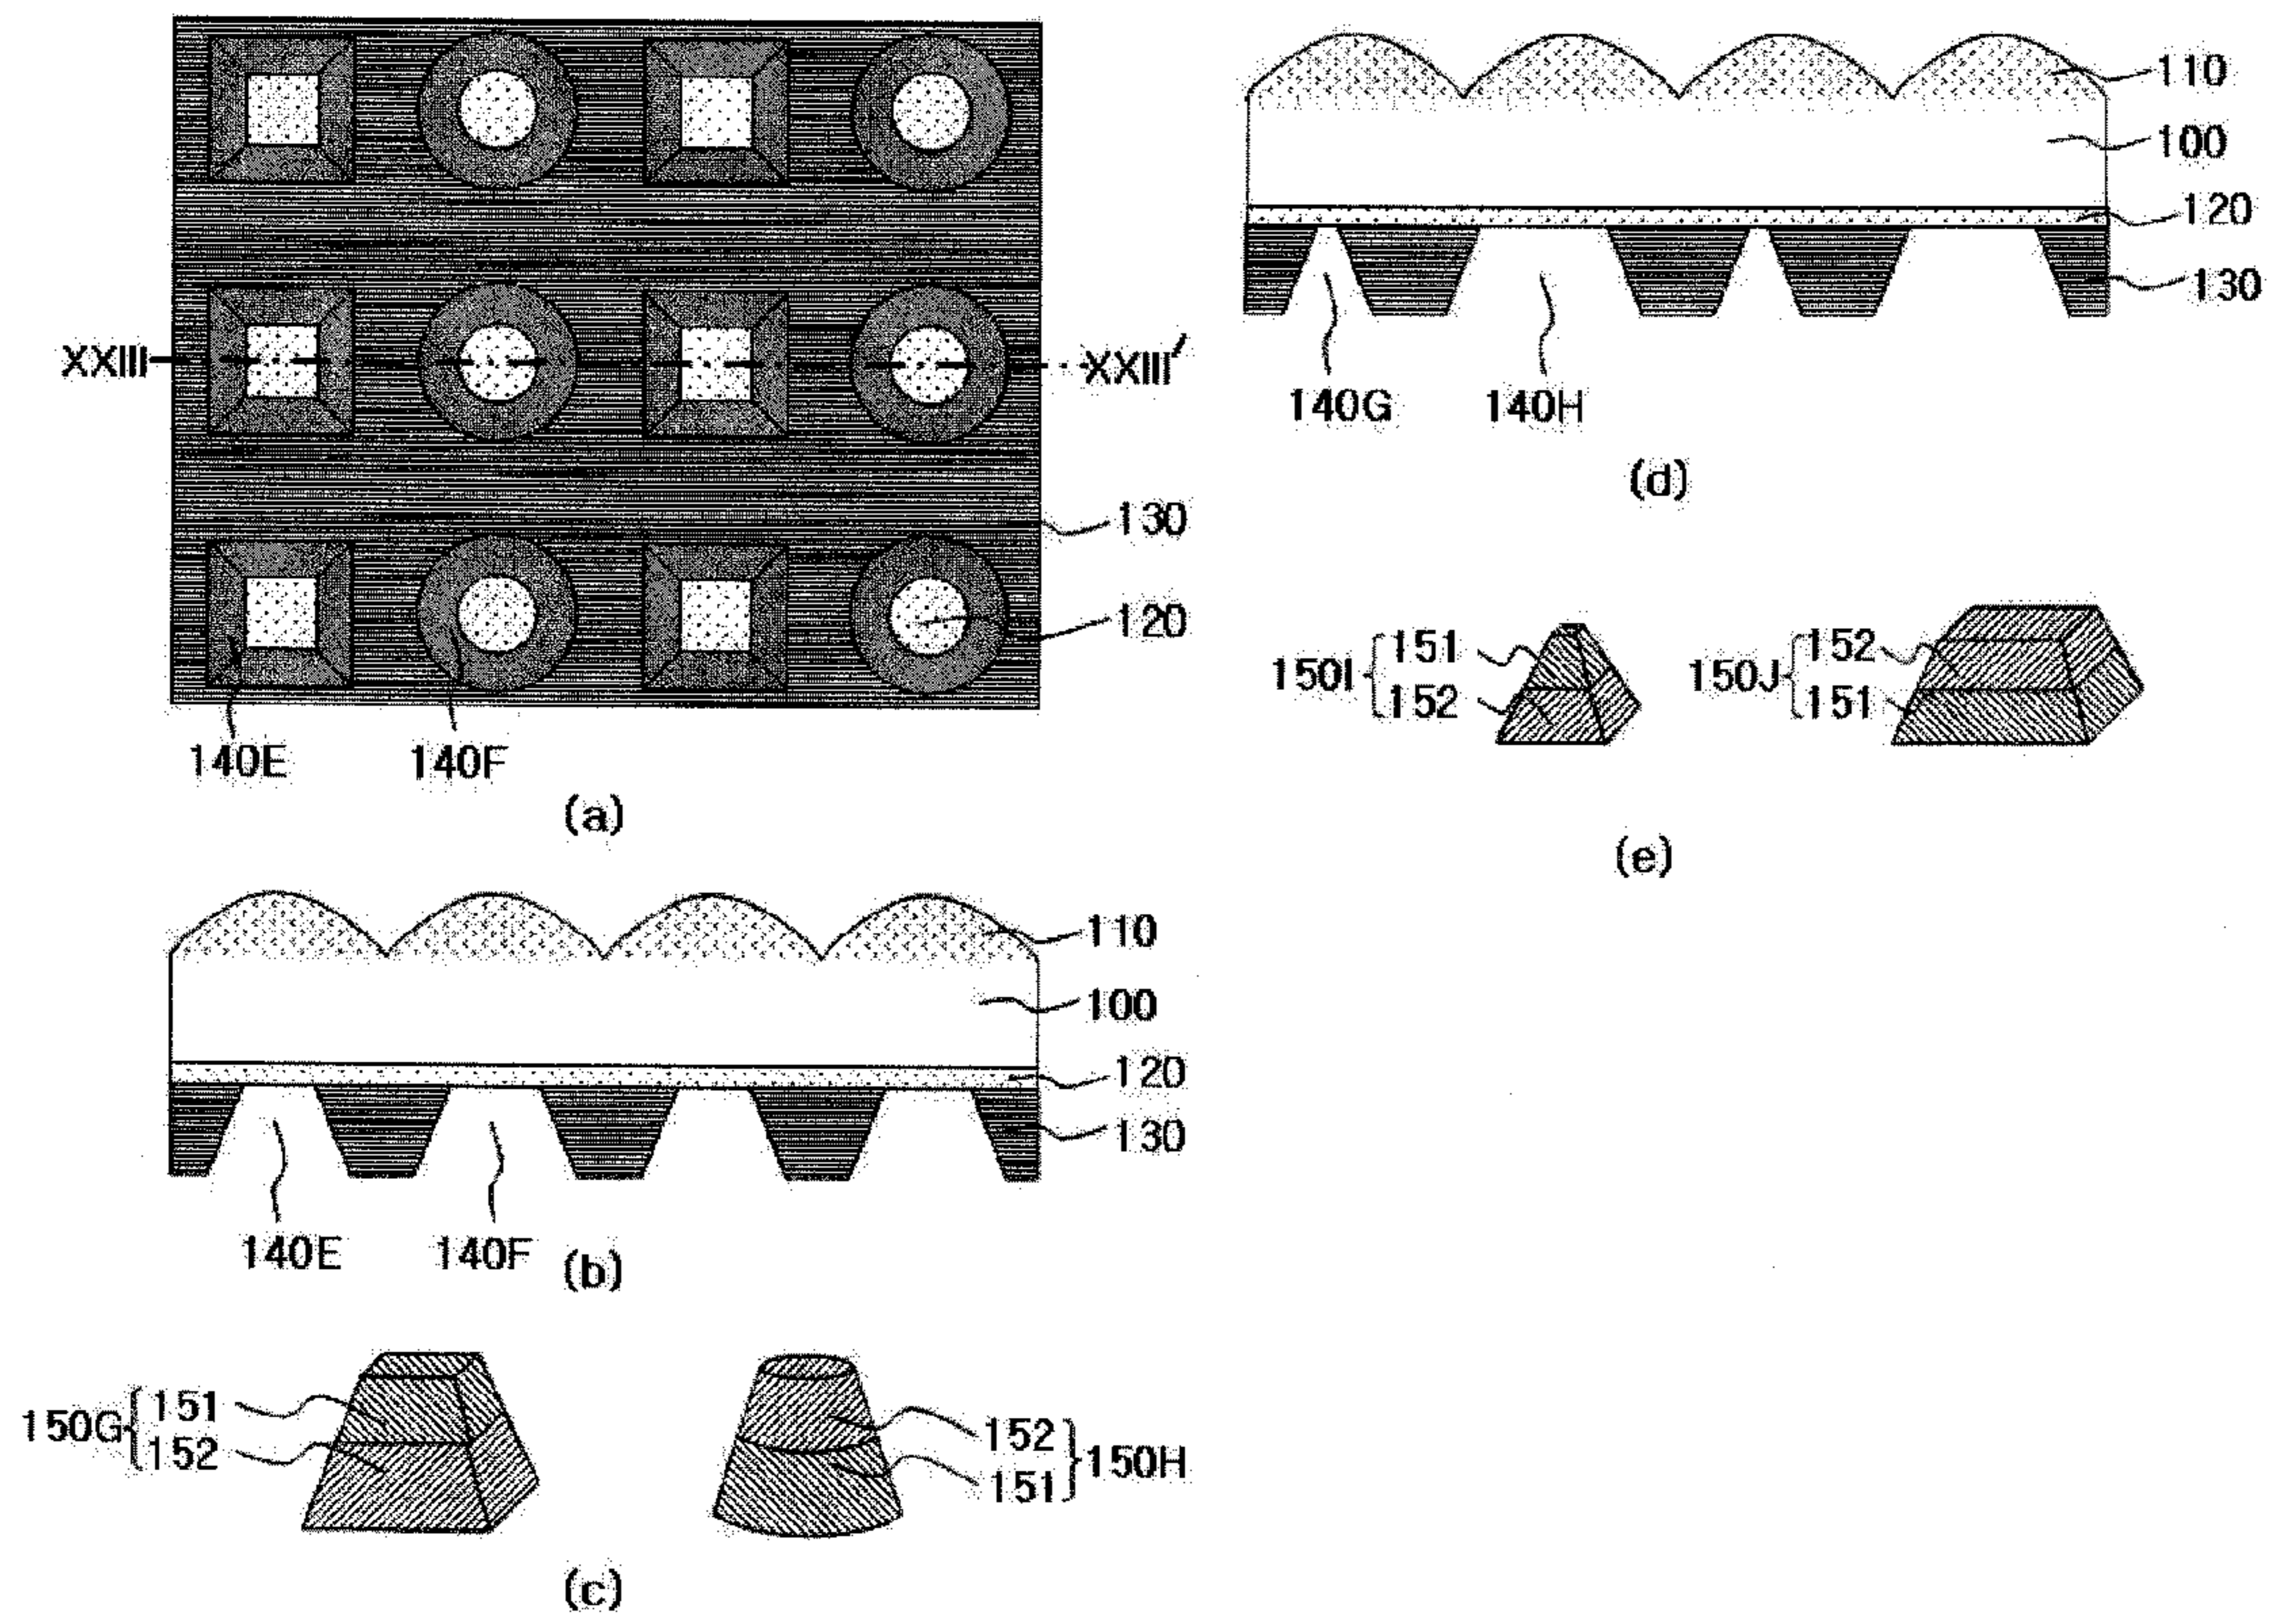 XXIII XXIII′
130
120
140E 140F
(a)
110
100
120
130
140E 140F
(b)
150G { 151
152
152 } 150H
151
(c)
110
100
120
130
140G 140H
(d)
150I { 151
152
150J { 152
151
(e)